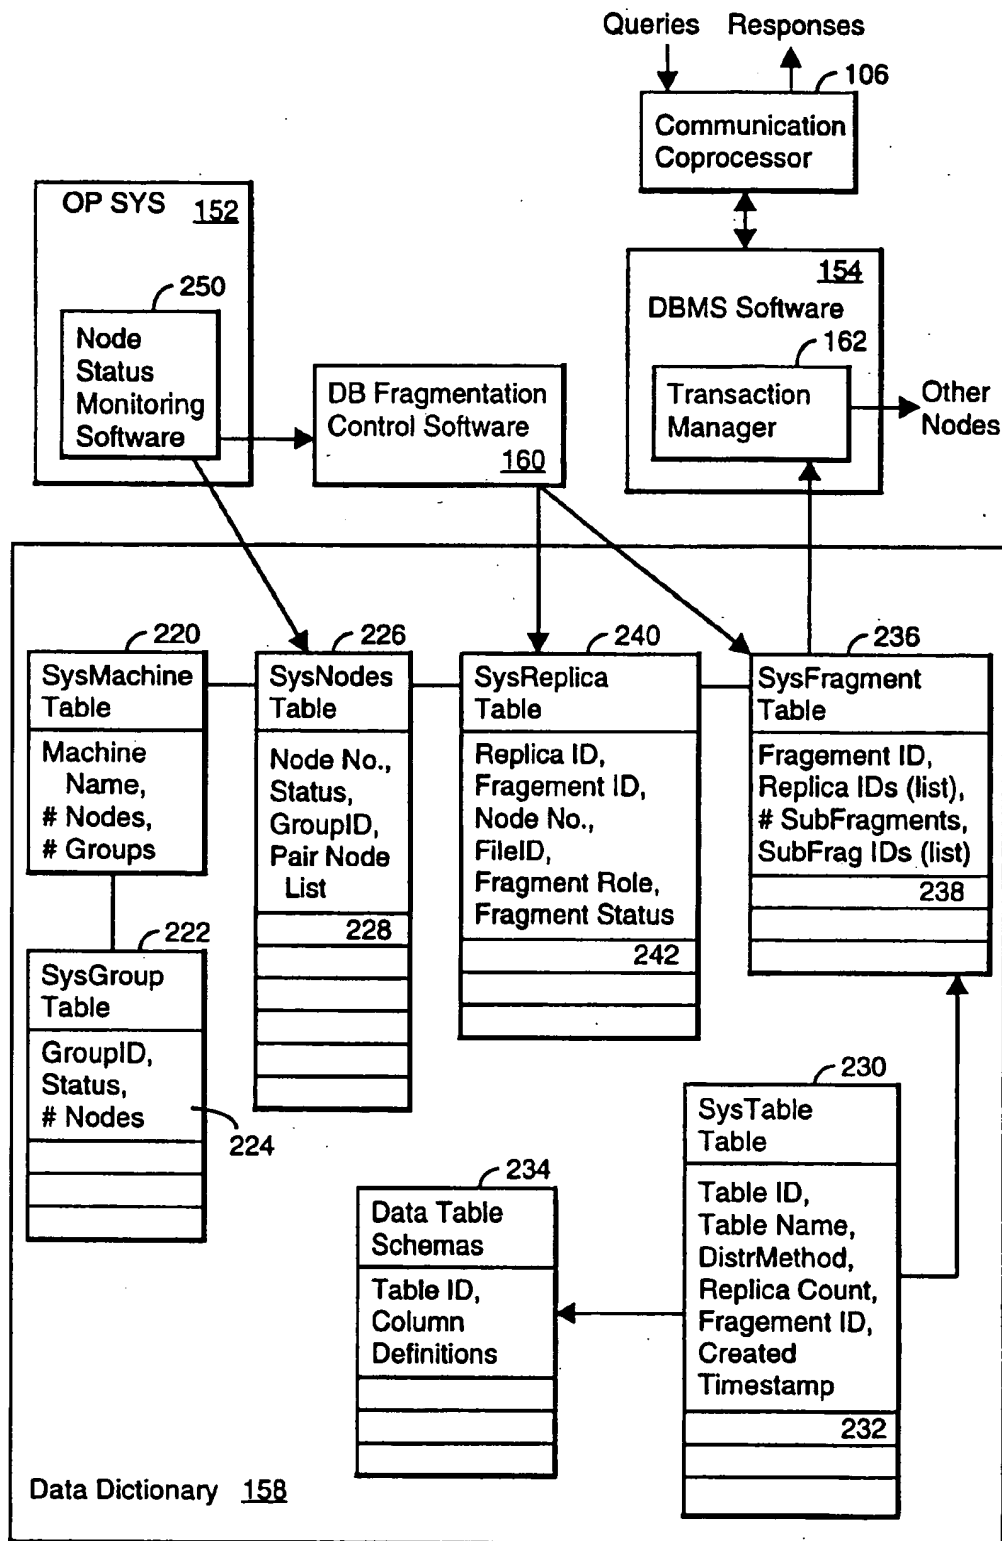 Queries Responses
106
Communication
Coprocessor
OP SYS 152
250
Node
Status
Monitoring
Software
DB Fragmentation
Control Software
160
154
DBMS Software
162
Transaction
Manager
Other
Nodes
220
SysMachine
Table
Machine
Name,
# Nodes,
# Groups
226
SysNodes
Table
Node No.,
Status,
GroupID,
Pair Node
List
228
240
SysReplica
Table
Replica ID,
Fragement ID,
Node No.,
FileID,
Fragment Role,
Fragment Status
242
236
SysFragment
Table
Fragement ID,
Replica IDs (list),
# SubFragments,
SubFrag IDs (list)
238
222
SysGroup
Table
GroupID,
Status,
# Nodes
224
234
Data Table
Schemas
Table ID,
Column
Definitions
230
SysTable
Table
Table ID,
Table Name,
DistrMethod,
Replica Count,
Fragement ID,
Created
Timestamp
232
Data Dictionary 158